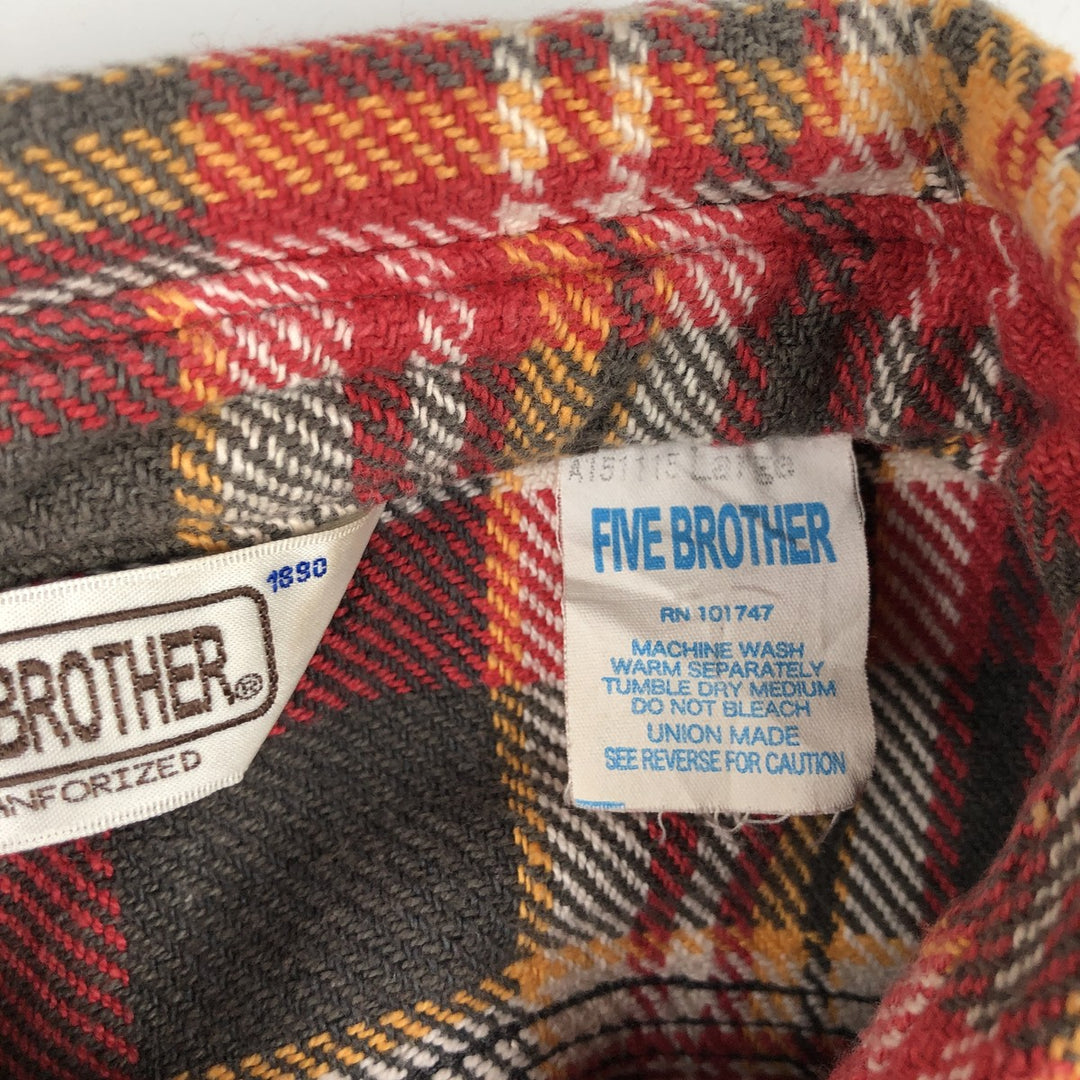 1890
BROTHER®
ANFORIZED
FIVE BROTHER
RN 101747
MACHINE WASH
WARM SEPARATELY
TUMBLE DRY MEDIUM
DO NOT BLEACH
UNION MADE
SEE REVERSE FOR CAUTION